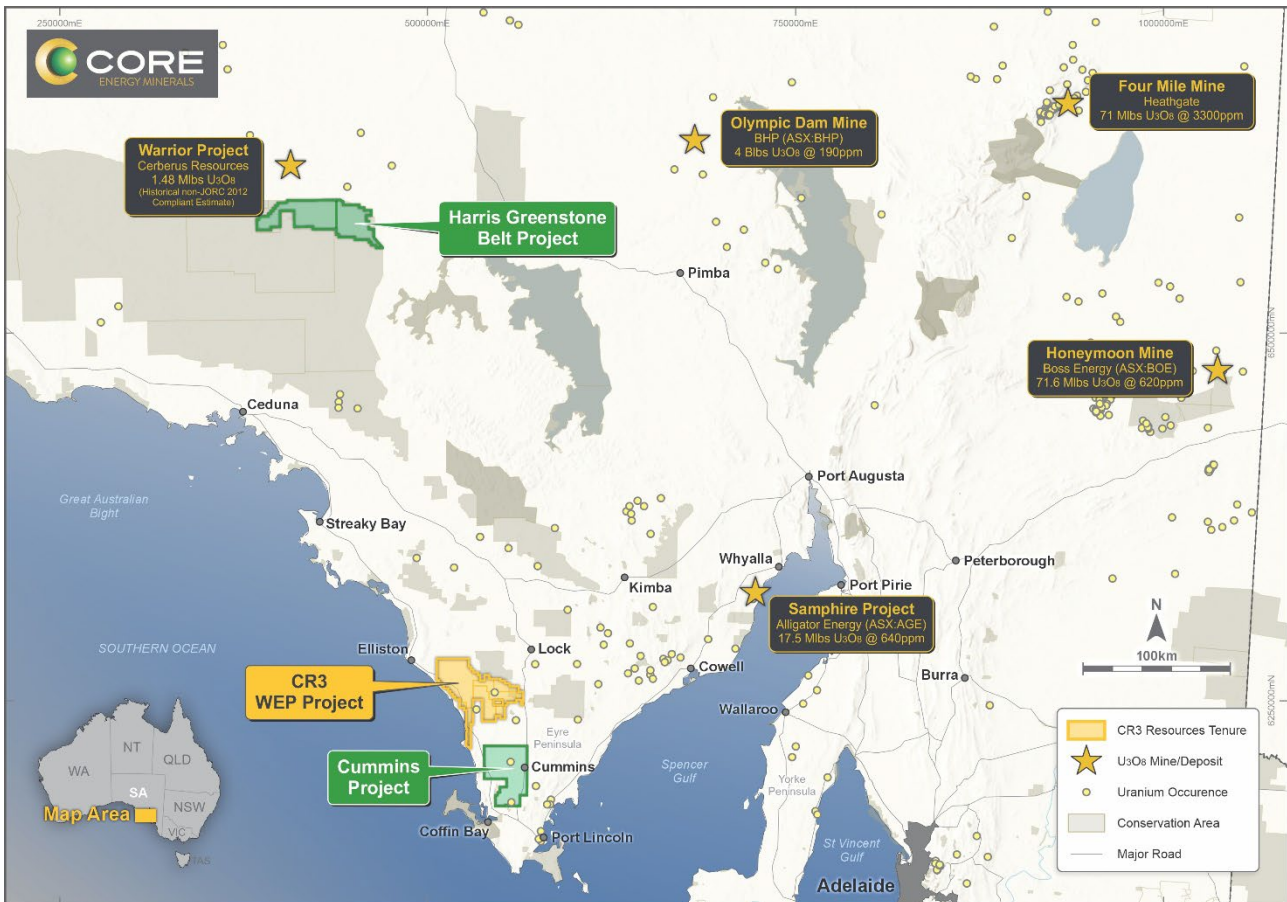 250000mE
500000mE
750000mE
1000000mE
CORE
ENERGY MINERALS
Four Mile Mine
Heathgate
71 Mlbs U₃O₈ @ 3300ppm
Olympic Dam Mine
BHP (ASX:BHP)
4 Blbs U₃O₈ @ 190ppm
Warrior Project
Cerberus Resources
1.48 Mlbs U₃O₈
(Historical non-JORC 2012
Compliant Estimate)
Harris Greenstone
Belt Project
Pimba
6500000mN
Honeymoon Mine
Boss Energy (ASX:BOE)
71.6 Mlbs U₃O₈ @ 620ppm
Ceduna
Port Augusta
Great Australian
Bight
Streaky Bay
Whyalla
Peterborough
Kimba
Port Pirie
Samphire Project
Alligator Energy (ASX:AGE)
17.5 Mlbs U₃O₈ @ 640ppm
N
100km
SOUTHERN OCEAN
Elliston
Lock
Cowell
Burra
CR3
WEP Project
Wallaroo
6250000mN
Eyre
Peninsula
Cummins
Project
Cummins
Spencer
Gulf
Yorke
Peninsula
Coffin Bay
Port Lincoln
St Vincent
Gulf
Adelaide
WA
NT
QLD
SA
NSW
VIC
TAS
Map Area
CR3 Resources Tenure
U₃O₈ Mine/Deposit
Uranium Occurence
Conservation Area
Major Road